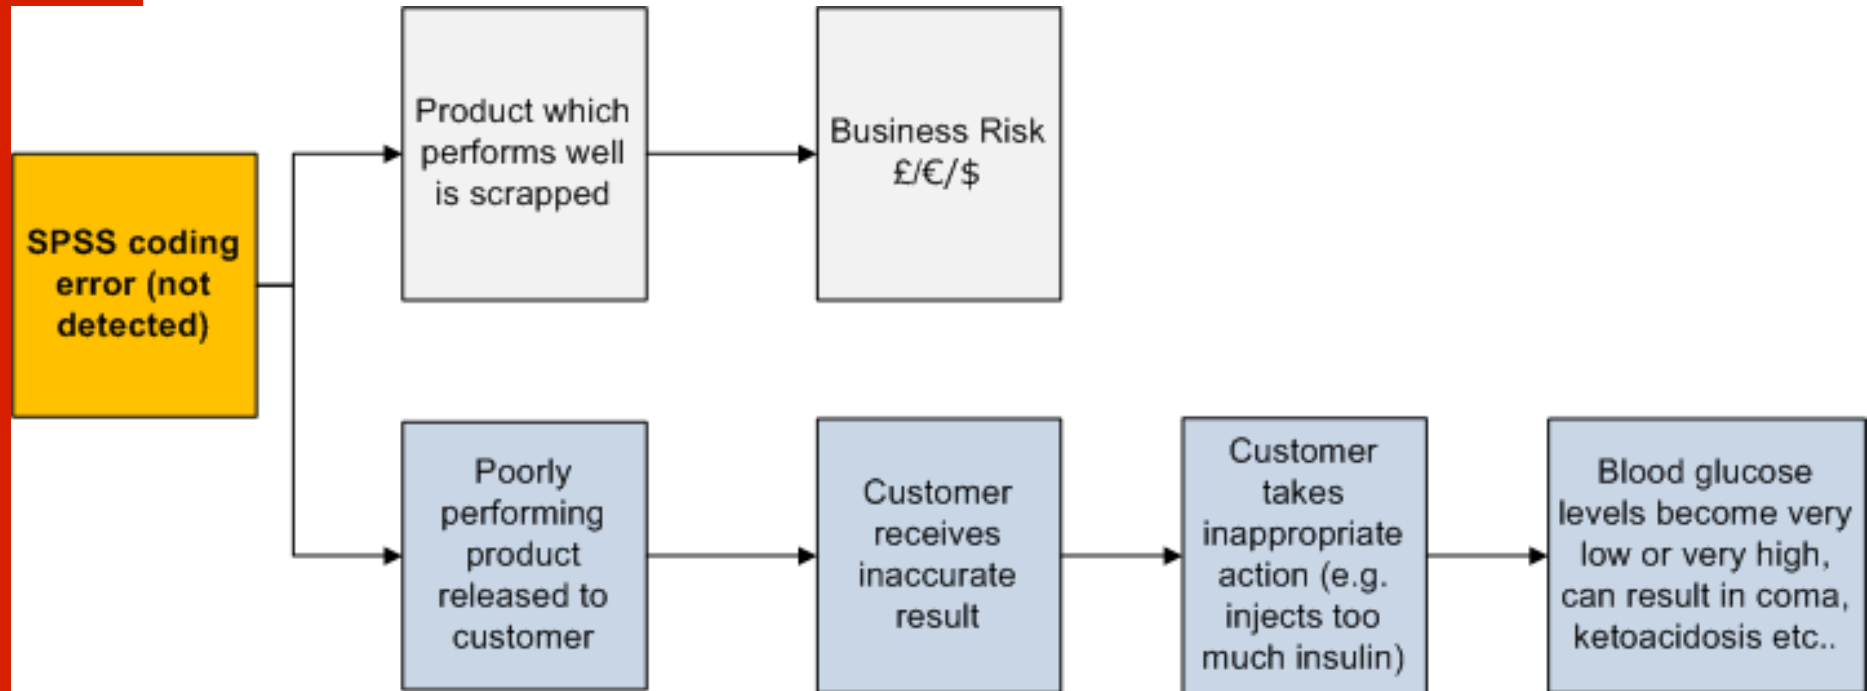 SPSS coding
error (not
detected)
Product which
performs well
is scrapped
Business Risk
£/€/$
Poorly
performing
product
released to
customer
Customer
receives
inaccurate
result
Customer
takes
inappropriate
action (e.g.
injects too
much insulin)
Blood glucose
levels become very
low or very high,
can result in coma,
ketoacidosis etc..